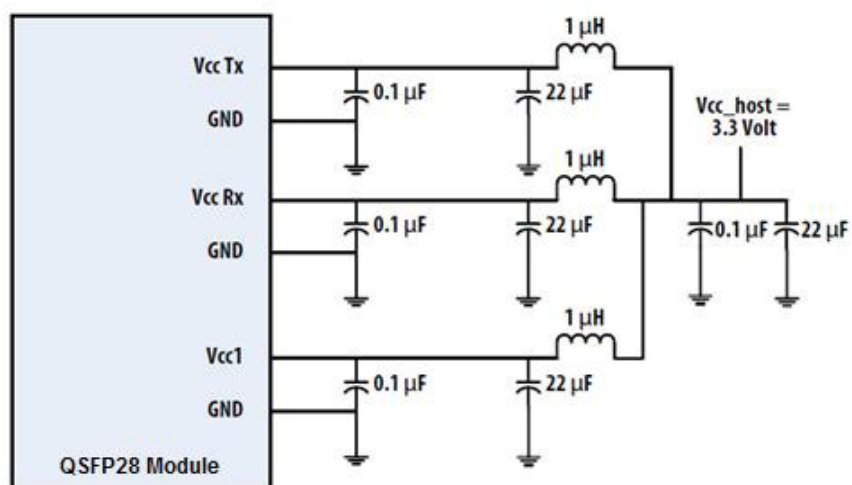 1 μH
Vcc Tx
0.1 μF
22 μF
GND
Vcc_host =
3.3 Volt
1 μH
Vcc Rx
0.1 μF
22 μF
0.1 μF
22 μF
GND
1 μH
Vcc1
0.1 μF
22 μF
GND
QSFP28 Module